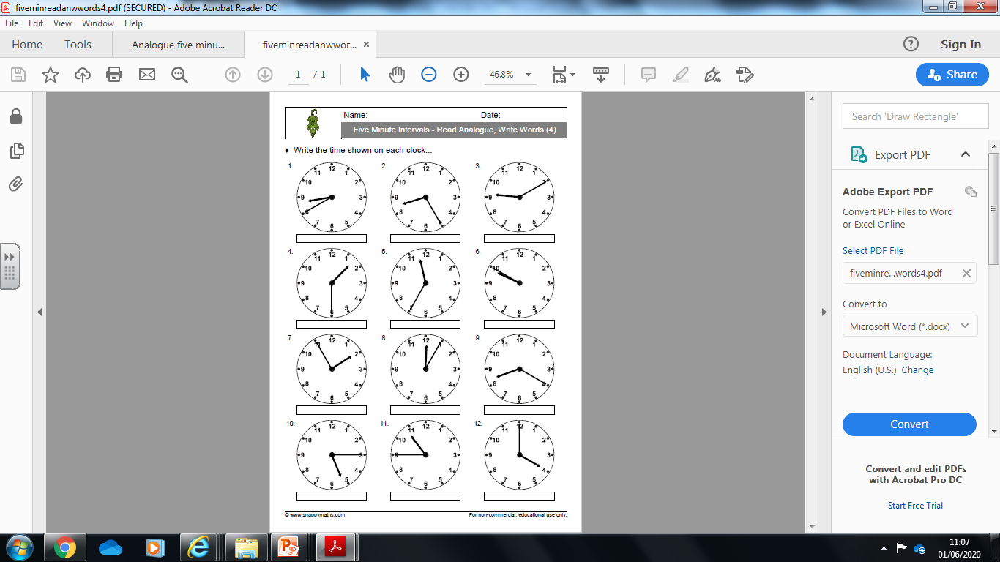 fiveminreadanwwords4.pdf (SECURED) - Adobe Acrobat Reader DC
File Edit View Window Help
Home Tools Analogue five minu... fiveminreadanwwor... × ? Sign In
1 / 1 46.8% Share
Name: Date:
Five Minute Intervals - Read Analogue, Write Words (4)
♦ Write the time shown on each clock...
1. 2. 3.
12 1 2 3 4 5 6 7 8 9 10 11
12 1 2 3 4 5 6 7 8 9 10 11
12 1 2 3 4 5 6 7 8 9 10 11
4. 5. 6.
12 1 2 3 4 5 6 7 8 9 10 11
12 1 2 3 4 5 6 7 8 9 10 11
12 1 2 3 4 5 6 7 8 9 10 11
7. 8. 9.
12 1 2 3 4 5 6 7 8 9 10 11
12 1 2 3 4 5 6 7 8 9 10 11
12 1 2 3 4 5 6 7 8 9 10 11
10. 11. 12.
12 1 2 3 4 5 6 7 8 9 10 11
12 1 2 3 4 5 6 7 8 9 10 11
12 1 2 3 4 5 6 7 8 9 10 11
© www.snappymaths.com For non-commercial, educational use only.
Search 'Draw Rectangle'
Export PDF
Adobe Export PDF
Convert PDF Files to Word
or Excel Online
Select PDF File
fiveminre...words4.pdf
Convert to
Microsoft Word (*.docx)
Document Language:
English (U.S.) Change
Convert
Convert and edit PDFs
with Acrobat Pro DC
Start Free Trial
11:07
01/06/2020